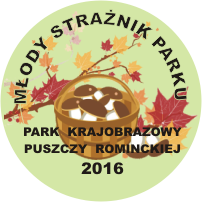 MŁODY STRAŻNIK PARKU
PARK KRAJOBRAZOWY
PUSZCZY ROMINCKIEJ
2016